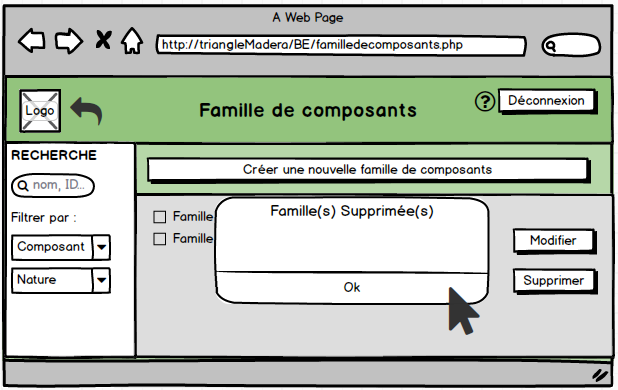 A Web Page
http://triangleMadera/BE/familledecomposants.php
Logo
Famille de composants
?
Déconnexion
RECHERCHE
nom, ID...
Filtrer par :
Composant
Nature
Créer une nouvelle famille de composants
Famille
Famille
Famille(s) Supprimée(s)
Ok
Modifier
Supprimer